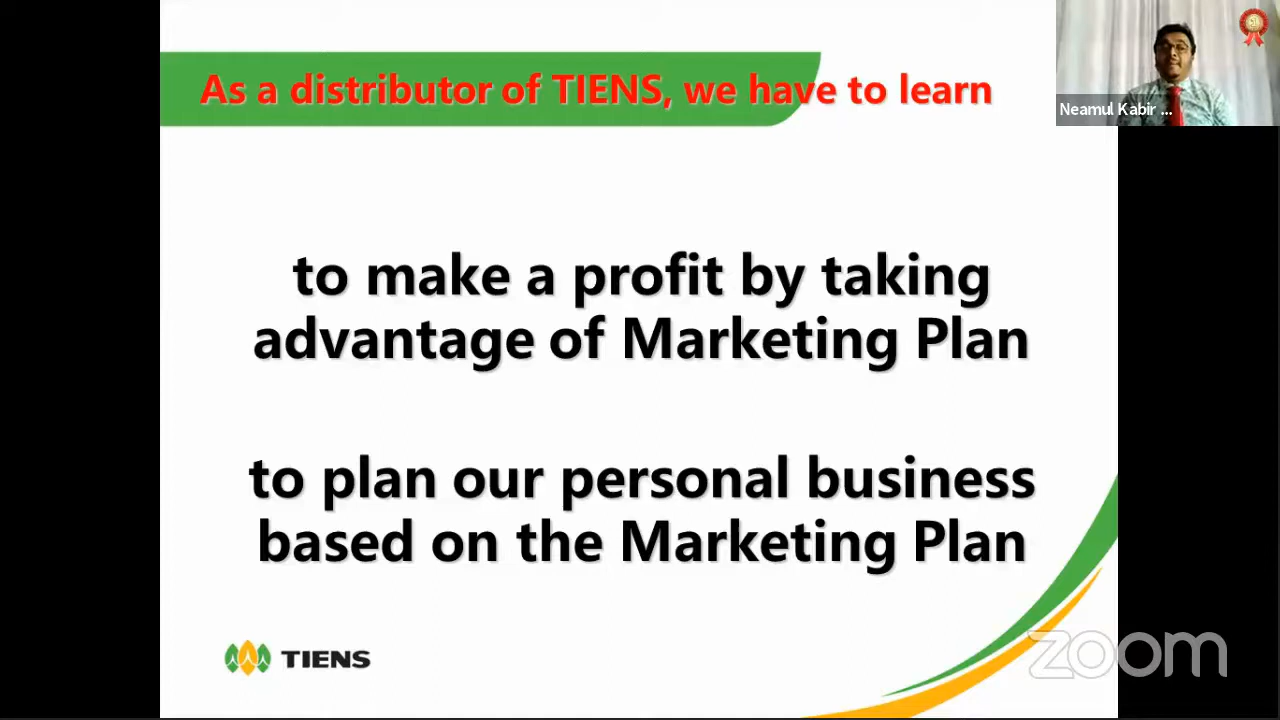 As a distributor of TIENS, we have to learn
Neamul Kabir ...
to make a profit by taking
advantage of Marketing Plan
to plan our personal business
based on the Marketing Plan
TIENS
zoom